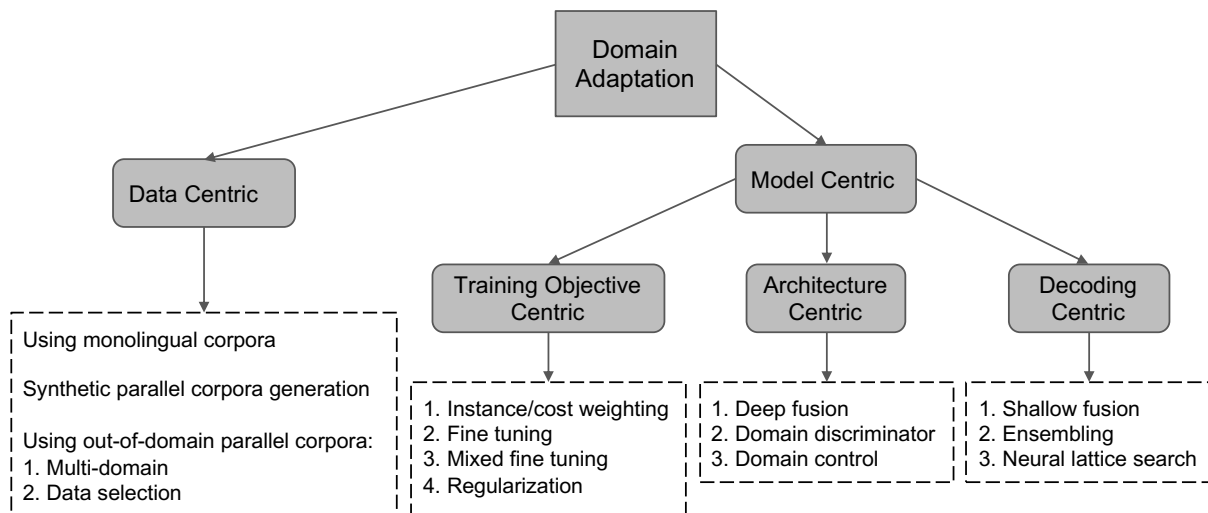 Domain
Adaptation
Data Centric
Model Centric
Training Objective
Centric
Architecture
Centric
Decoding
Centric
Using monolingual corpora
Synthetic parallel corpora generation
Using out-of-domain parallel corpora:
1. Multi-domain
2. Data selection
1. Instance/cost weighting
2. Fine tuning
3. Mixed fine tuning
4. Regularization
1. Deep fusion
2. Domain discriminator
3. Domain control
1. Shallow fusion
2. Ensembling
3. Neural lattice search